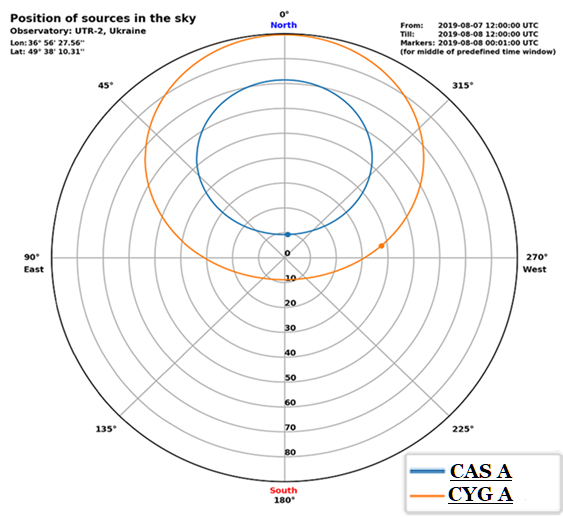 Position of sources in the sky
Observatory: UTR-2, Ukraine
Lon: 36° 56' 27.56''
Lat: 49° 38' 10.31''
0°
North
From: 2019-08-07 12:00:00 UTC
Till: 2019-08-08 12:00:00 UTC
Markers: 2019-08-08 00:01:00 UTC
(for middle of predefined time window)
45°
315°
90°
East
270°
West
0
10
20
30
40
50
60
70
80
135°
225°
South
180°
CAS A
CYG A